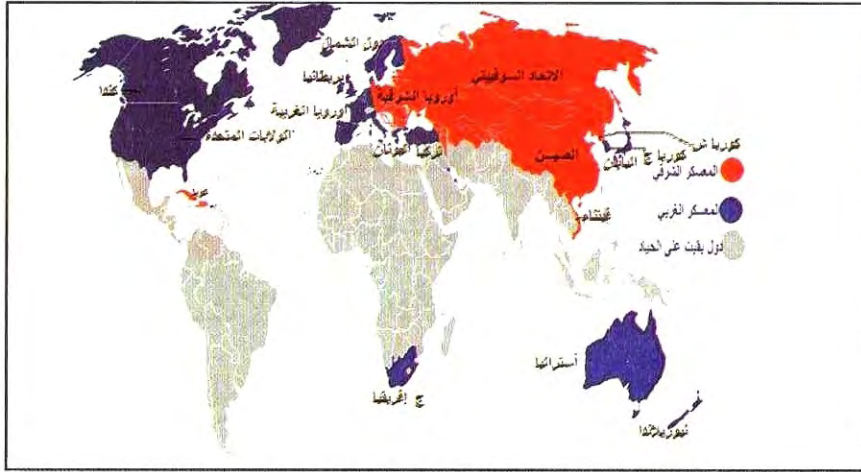 دول الشمال
بريطانيا
الاتحاد السوفييتي
أوروبا الشرقية
كندا
أوروبا الغربية
الولايات المتحدة
تركيا
اليونان
الصين
كوريا ش
كوريا ج
اليابان
المعسكر الشرقي
كوبا
فيتنام
المعسكر الغربي
دول بقيت على الحياد
أستراليا
ج إفريقيا
نيوزيلاندا